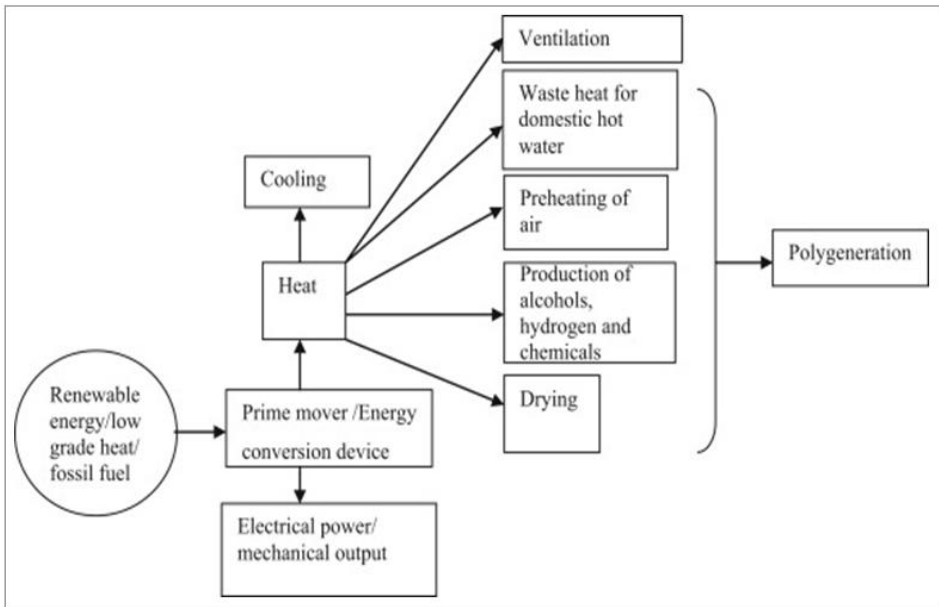 Ventilation
Waste heat for
domestic hot
water
Cooling
Preheating of
air
Heat
Production of
alcohols,
hydrogen and
chemicals
Polygeneration
Renewable
energy/low
grade heat/
fossil fuel
Prime mover /Energy
conversion device
Drying
Electrical power/
mechanical output